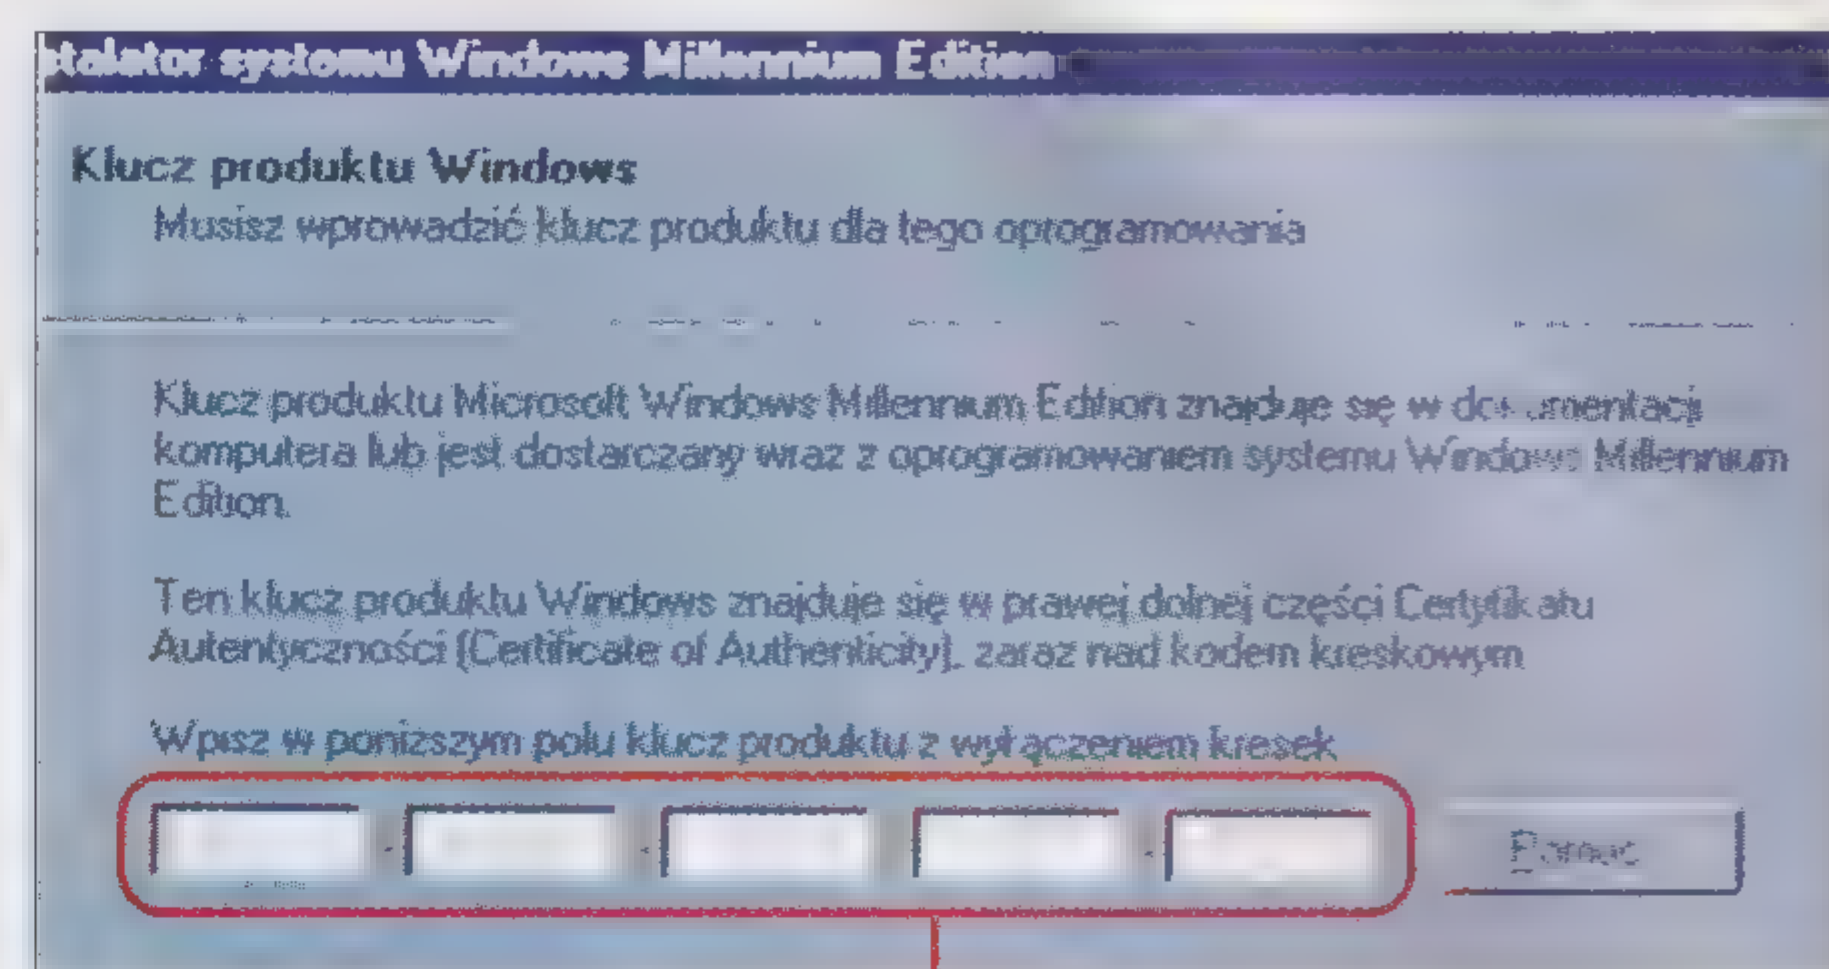 stalator systemu Windows Millennium Edition
Klucz produktu Windows
Musisz wprowadzić klucz produktu dla tego oprogramowania
Klucz produktu Microsoft Windows Millennium Edition znajduje się w dokumentacji
komputera lub jest dostarczany wraz z oprogramowaniem systemu Windows Millennium
Edition.
Ten klucz produktu Windows znajduje się w prawej dolnej części Certyfikatu
Autentyczności (Certificate of Authenticity), zaraz nad kodem kreskowym
Wpisz w poniższym polu klucz produktu z wyłączeniem kresek
- - - -
Pomoc